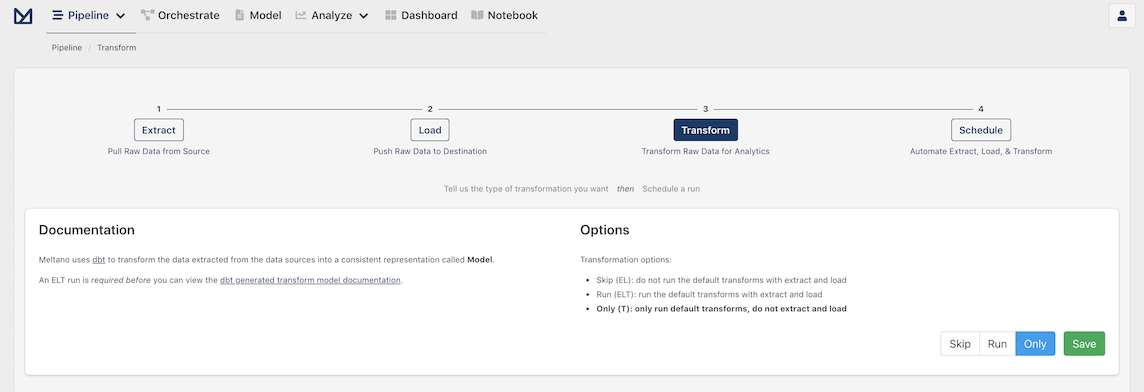 Pipeline Orchestrate Model Analyze Dashboard Notebook
Pipeline / Transform
1 2 3 4
Extract Load Transform Schedule
Pull Raw Data from Source Push Raw Data to Destination Transform Raw Data for Analytics Automate Extract, Load, & Transform
Tell us the type of transformation you want then Schedule a run
Documentation
Meltano uses dbt to transform the data extracted from the data sources into a consistent representation called Model.
An ELT run is required before you can view the dbt generated transform model documentation.
Options
Transformation options:
• Skip (EL): do not run the default transforms with extract and load
• Run (ELT): run the default transforms with extract and load
• Only (T): only run default transforms, do not extract and load
Skip Run Only Save